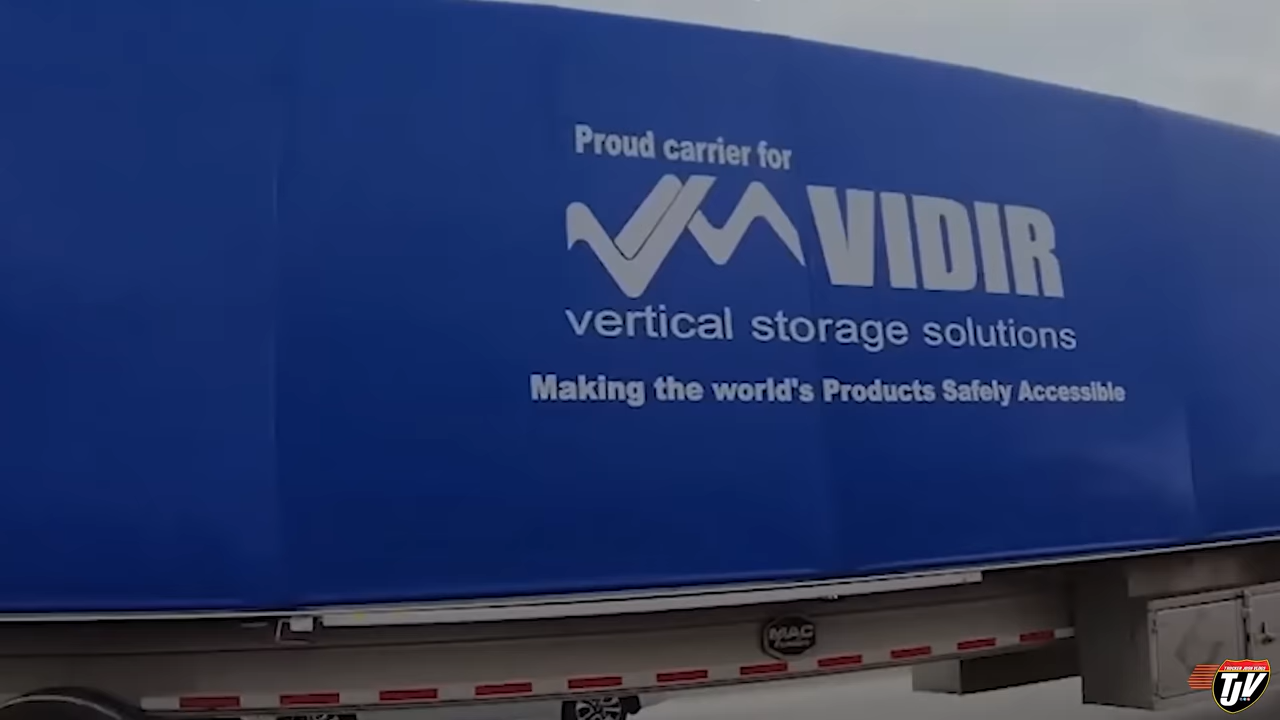 Proud carrier for
VIDIR
vertical storage solutions
Making the world's Products Safely Accessible
MAC
TJV